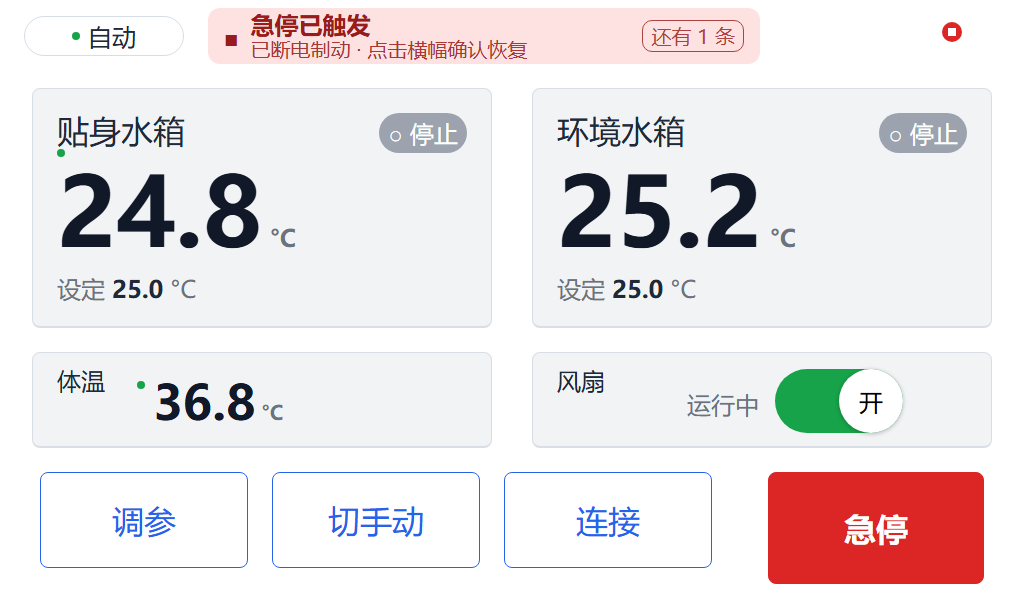 自动
急停已触发
已断电制动 · 点击横幅确认恢复
还有 1 条
贴身水箱
停止
24.8 °C
设定 25.0 °C
环境水箱
停止
25.2 °C
设定 25.0 °C
体温
36.8 °C
风扇
运行中
开
调参
切手动
连接
急停